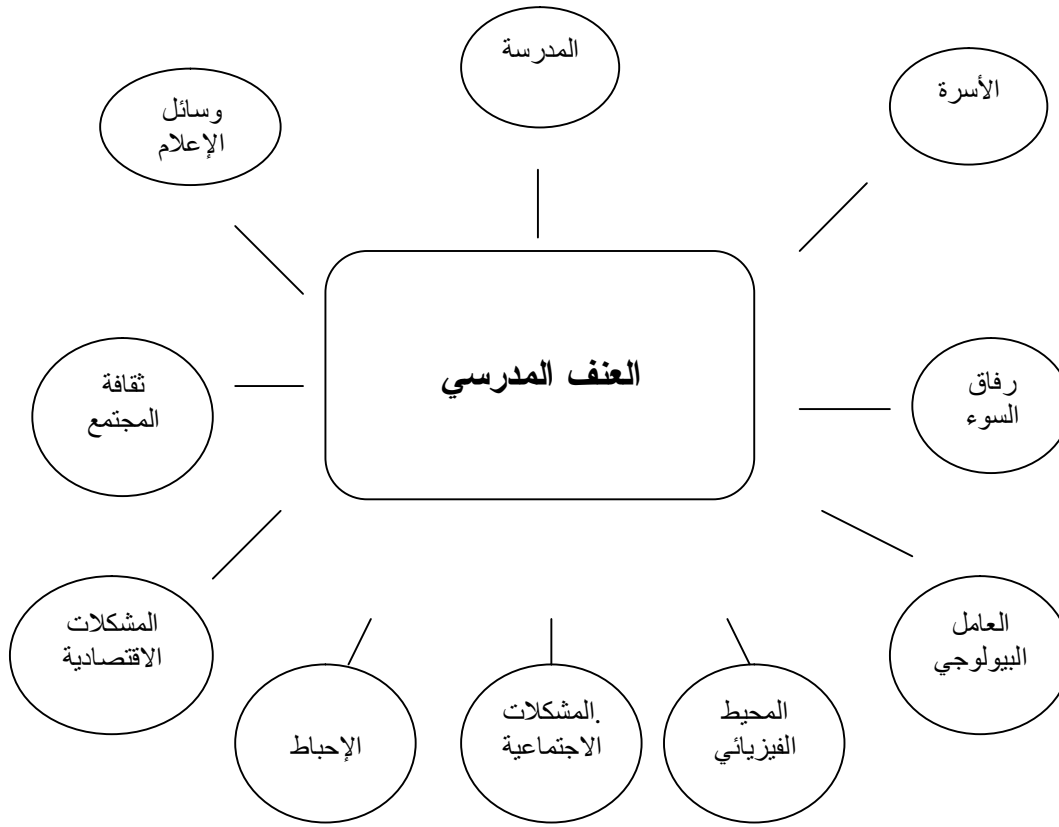 المدرسة
الأسرة
وسائل
الإعلام
العنف المدرسي
رفاق
السوء
ثقافة
المجتمع
العامل
البيولوجي
المشكلات
الاقتصادية
المحيط
الفيزيائي
.المشكلات
الاجتماعية
الإحباط